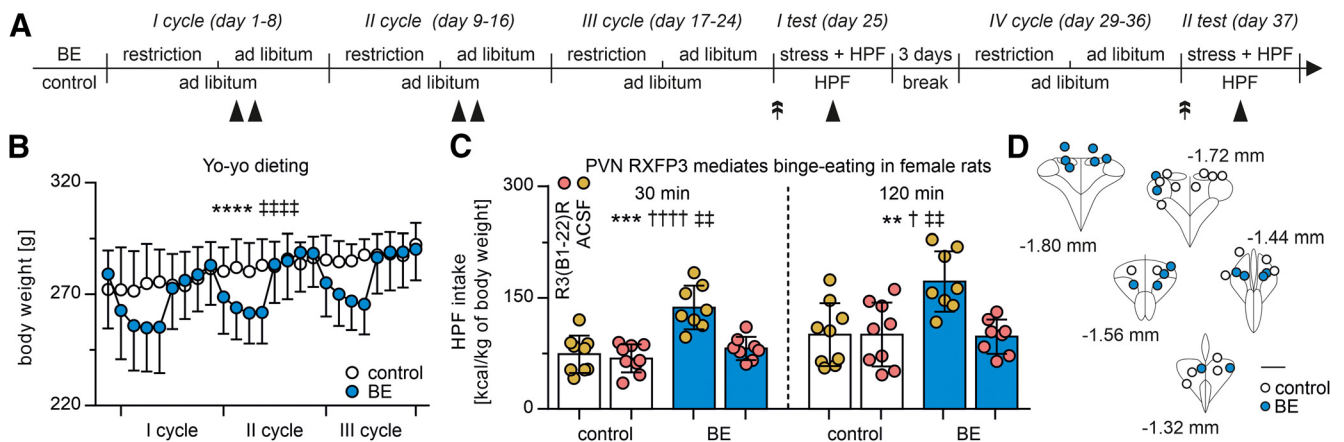 A
I cycle (day 1-8)
II cycle (day 9-16)
III cycle (day 17-24)
I test (day 25)
IV cycle (day 29-36)
II test (day 37)
BE
restriction
ad libitum
restriction
ad libitum
restriction
ad libitum
stress + HPF
3 days
restriction
ad libitum
stress + HPF
control
ad libitum
ad libitum
ad libitum
HPF
break
ad libitum
HPF
B
Yo-yo dieting
320
270
220
body weight [g]
**** ‡‡‡‡
control
BE
I cycle
II cycle
III cycle
C
PVN RXFP3 mediates binge-eating in female rats
300
150
0
HPF intake
[kcal/kg of body weight]
R3(B1-22)R
ACSF
30 min
*** †††† ‡‡
120 min
** † ‡‡
control
BE
control
BE
D
-1.72 mm
-1.80 mm
-1.44 mm
-1.56 mm
-1.32 mm
control
BE